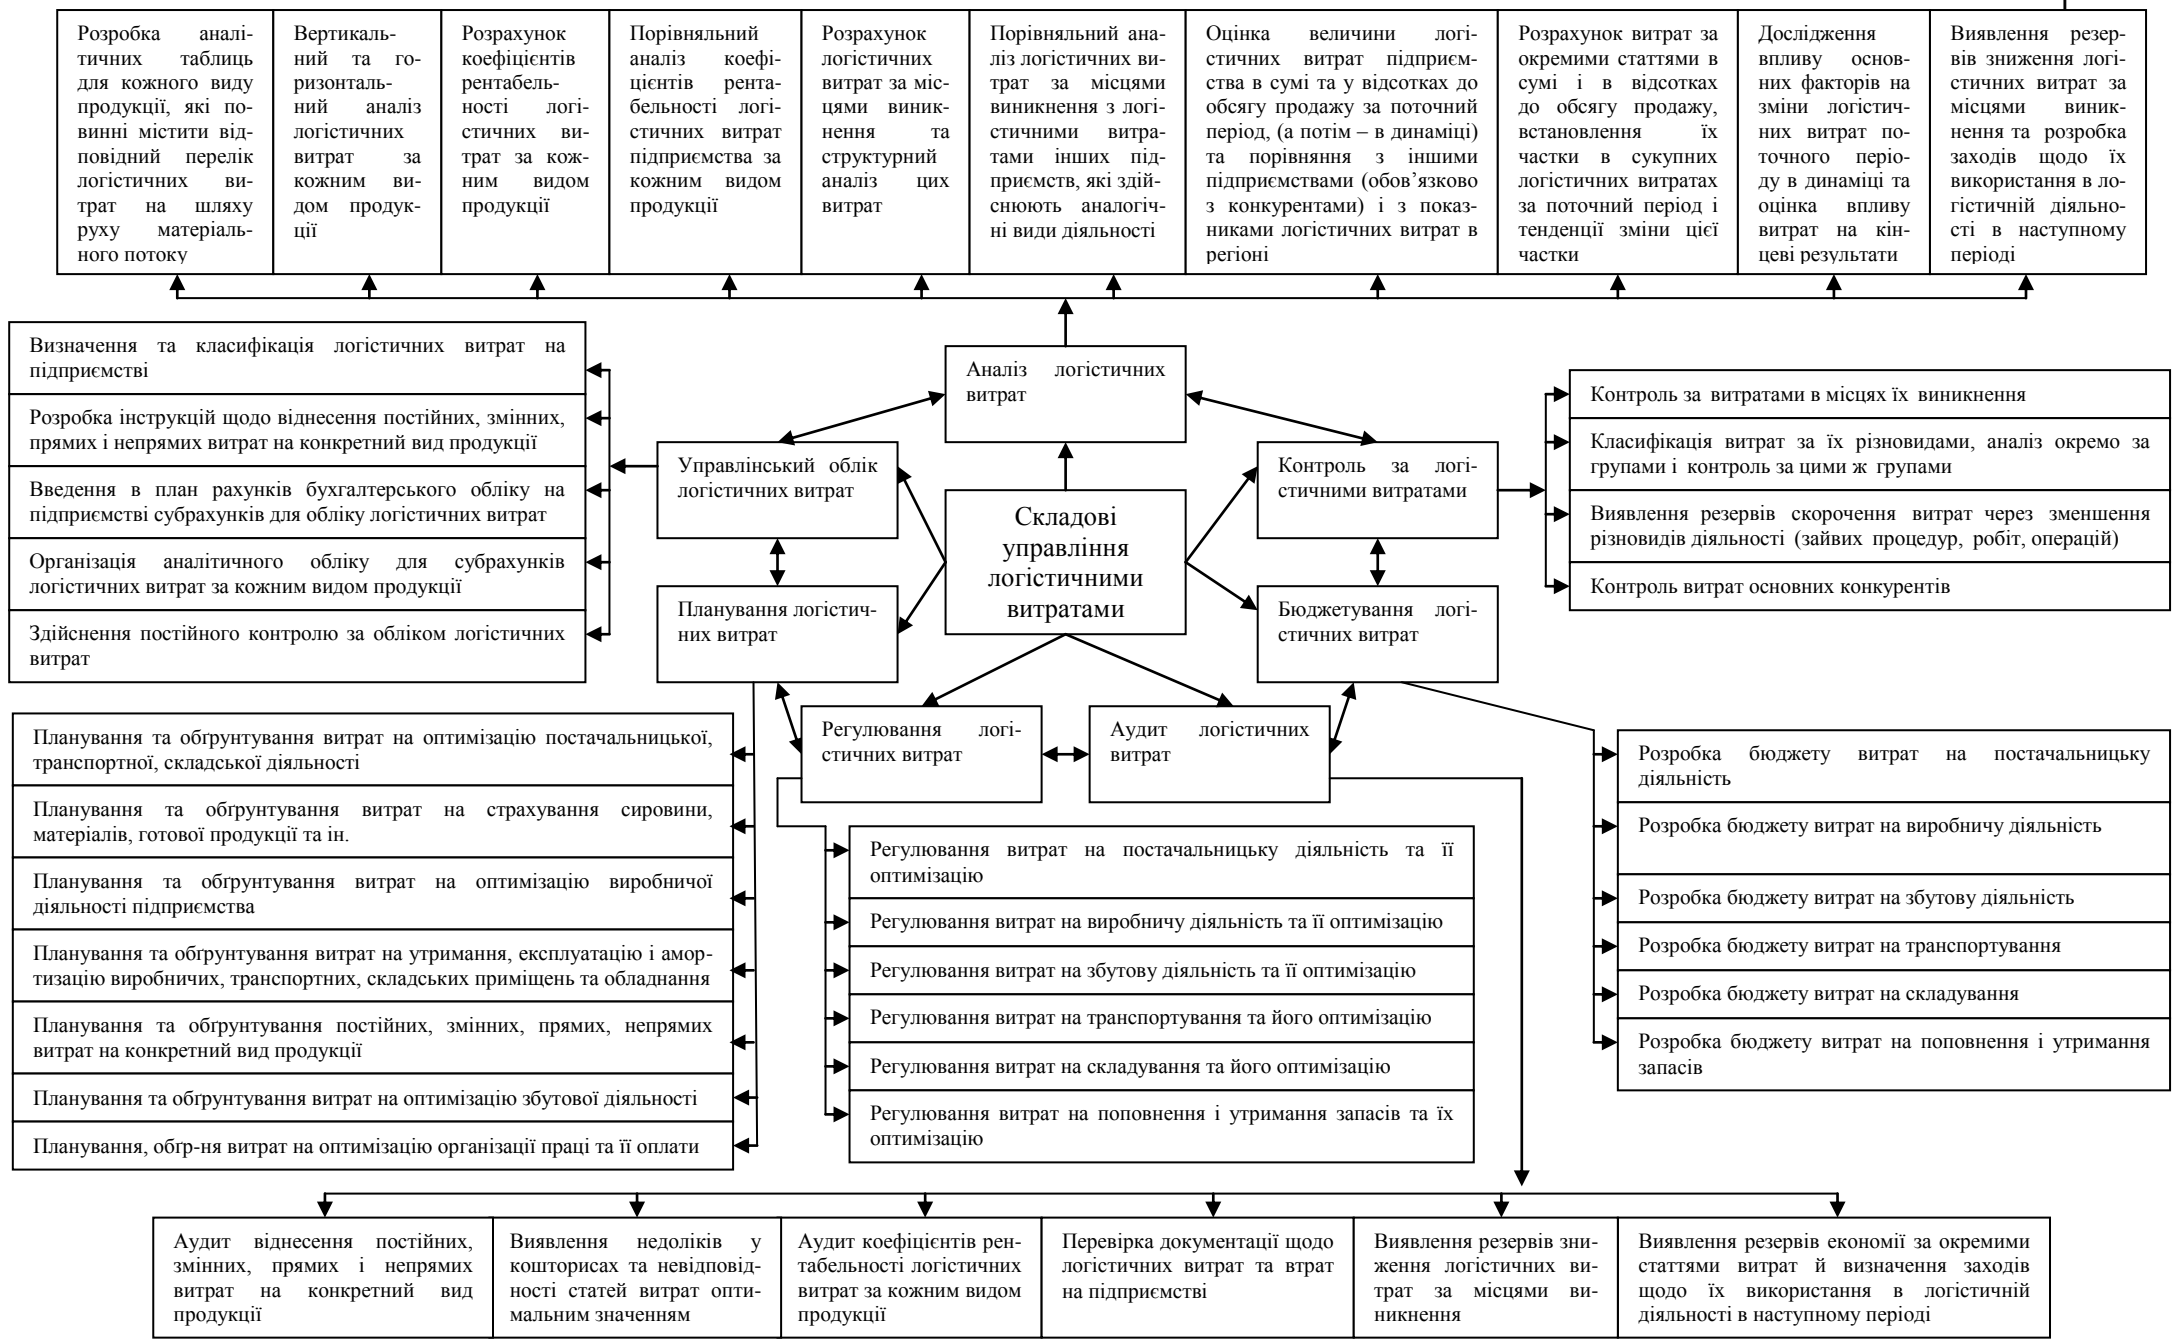 Розробка аналі-
тичних таблиць
для кожного виду
продукції, які по-
винні містити від-
повідний перелік
логістичних ви-
трат на шляху
руху матеріаль-
ного потоку
Вертикаль-
ний та го-
ризонталь-
ний аналіз
логістичних
витрат за
кожним ви-
дом продук-
ції
Розрахунок
коефіцієнтів
рентабель-
ності логі-
стичних ви-
трат за кож-
ним видом
продукції
Порівняльний
аналіз коефі-
цієнтів рента-
бельності логі-
стичних витрат
підприємства за
кожним видом
продукції
Розрахунок
логістичних
витрат за міс-
цями виник-
нення та
структурний
аналіз цих
витрат
Порівняльний ана-
ліз логістичних ви-
трат за місцями
виникнення з логі-
стичними витра-
тами інших під-
приємств, які здій-
снюють аналогіч-
ні види діяльності
Оцінка величини логі-
стичних витрат підприєм-
ства в сумі та у відсотках до
обсягу продажу за поточний
період, (а потім – в динаміці)
та порівняння з іншими
підприємствами (обов’язково
з конкурентами) і з показ-
никами логістичних витрат в
регіоні
Розрахунок витрат за
окремими статтями в
сумі і в відсотках
до обсягу продажу,
встановлення їх
частки в сукупних
логістичних витратах
за поточний період і
тенденції зміни цієї
частки
Дослідження
впливу основ-
них факторів на
зміни логістич-
них витрат по-
точного періо-
ду в динаміці та
оцінка впливу
витрат на кін-
цеві результати
Виявлення резер-
вів зниження логі-
стичних витрат за
місцями виник-
нення та розробка
заходів щодо їх
використання в ло-
гістичній діяльно-
сті в наступному
періоді
Визначення та класифікація логістичних витрат на
підприємстві
Розробка інструкцій щодо віднесення постійних, змінних,
прямих і непрямих витрат на конкретний вид продукції
Введення в план рахунків бухгалтерського обліку на
підприємстві субрахунків для обліку логістичних витрат
Організація аналітичного обліку для субрахунків
логістичних витрат за кожним видом продукції
Здійснення постійного контролю за обліком логістичних
витрат
Аналіз логістичних
витрат
Управлінський облік
логістичних витрат
Контроль за логі-
стичними витратами
Складові
управління
логістичними
витратами
Планування логістич-
них витрат
Бюджетування логі-
стичних витрат
Регулювання логі-
стичних витрат
Аудит логістичних
витрат
Контроль за витратами в місцях їх виникнення
Класифікація витрат за їх різновидами, аналіз окремо за
групами і контроль за цими ж групами
Виявлення резервів скорочення витрат через зменшення
різновидів діяльності (зайвих процедур, робіт, операцій)
Контроль витрат основних конкурентів
Планування та обґрунтування витрат на оптимізацію постачальницької,
транспортної, складської діяльності
Планування та обґрунтування витрат на страхування сировини,
матеріалів, готової продукції та ін.
Планування та обґрунтування витрат на оптимізацію виробничої
діяльності підприємства
Планування та обґрунтування витрат на утримання, експлуатацію і амор-
тизацію виробничих, транспортних, складських приміщень та обладнання
Планування та обґрунтування постійних, змінних, прямих, непрямих
витрат на конкретний вид продукції
Планування та обґрунтування витрат на оптимізацію збутової діяльності
Планування, обґр-ня витрат на оптимізацію організації праці та її оплати
Регулювання витрат на постачальницьку діяльність та її
оптимізацію
Регулювання витрат на виробничу діяльність та її оптимізацію
Регулювання витрат на збутову діяльність та її оптимізацію
Регулювання витрат на транспортування та його оптимізацію
Регулювання витрат на складування та його оптимізацію
Регулювання витрат на поповнення і утримання запасів та їх
оптимізацію
Розробка бюджету витрат на постачальницьку
діяльність
Розробка бюджету витрат на виробничу діяльність
Розробка бюджету витрат на збутову діяльність
Розробка бюджету витрат на транспортування
Розробка бюджету витрат на складування
Розробка бюджету витрат на поповнення і утримання
запасів
Аудит віднесення постійних,
змінних, прямих і непрямих
витрат на конкретний вид
продукції
Виявлення недоліків у
кошторисах та невідповід-
ності статей витрат опти-
мальним значенням
Аудит коефіцієнтів рен-
табельності логістичних
витрат за кожним видом
продукції
Перевірка документації щодо
логістичних витрат та втрат
на підприємстві
Виявлення резервів зни-
ження логістичних ви-
трат за місцями ви-
никнення
Виявлення резервів економії за окремими
статтями витрат й визначення заходів
щодо їх використання в логістичній
діяльності в наступному періоді